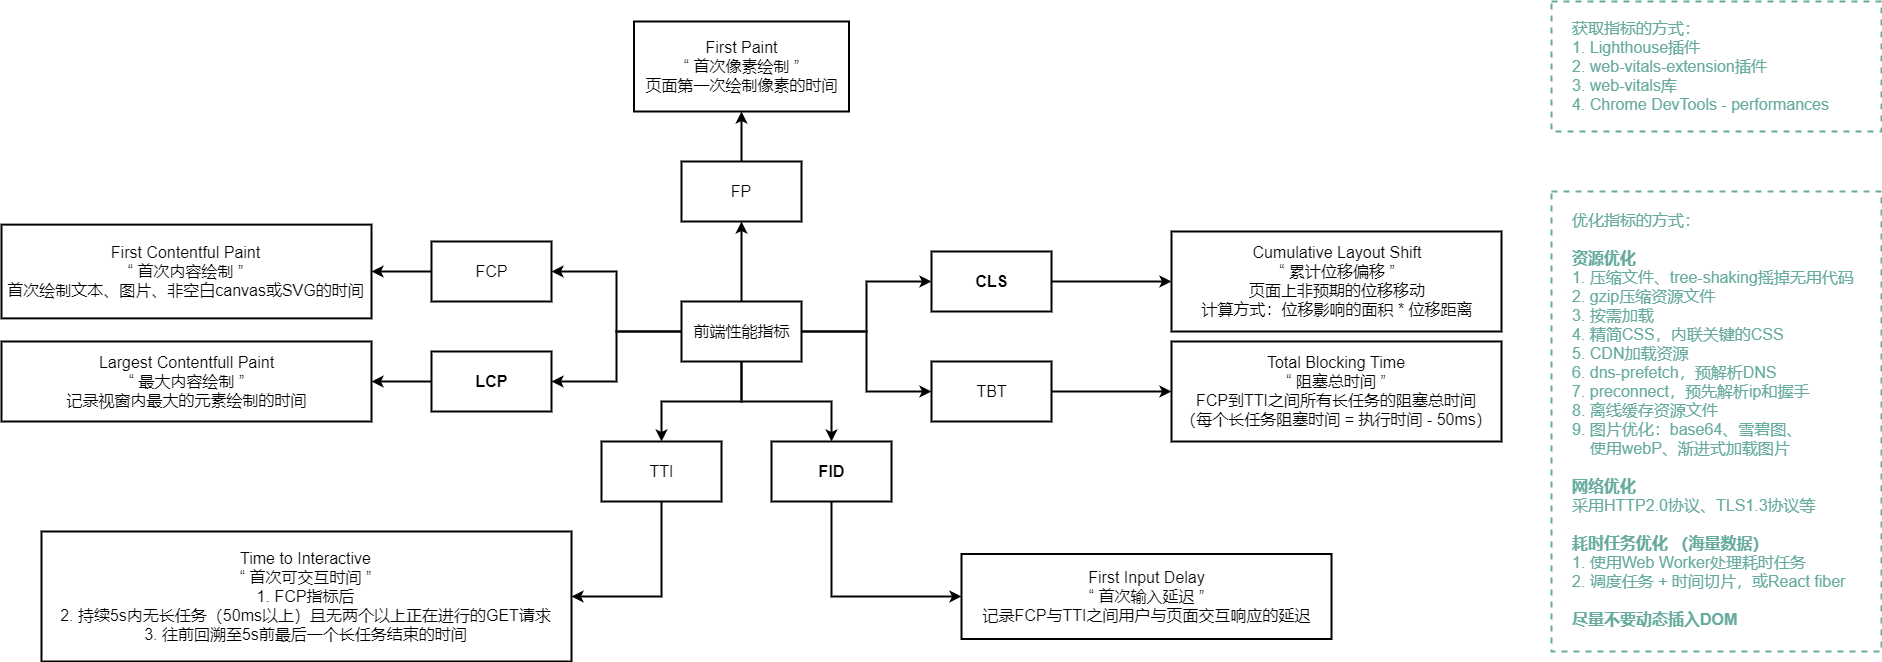 First Paint
“ 首次像素绘制 ”
页面第一次绘制像素的时间
FP
First Contentful Paint
“ 首次内容绘制 ”
首次绘制文本、图片、非空白canvas或SVG的时间
FCP
Largest Contentfull Paint
“ 最大内容绘制 ”
记录视窗内最大的元素绘制的时间
LCP
前端性能指标
CLS
Cumulative Layout Shift
“ 累计位移偏移 ”
页面上非预期的位移移动
计算方式：位移影响的面积 * 位移距离
TBT
Total Blocking Time
“ 阻塞总时间 ”
FCP到TTI之间所有长任务的阻塞总时间
（每个长任务阻塞时间 = 执行时间 - 50ms）
TTI
FID
Time to Interactive
“ 首次可交互时间 ”
1. FCP指标后
2. 持续5s内无长任务（50ms以上）且无两个以上正在进行的GET请求
3. 往前回溯至5s前最后一个长任务结束的时间
First Input Delay
“ 首次输入延迟 ”
记录FCP与TTI之间用户与页面交互响应的延迟
获取指标的方式：
1. Lighthouse插件
2. web-vitals-extension插件
3. web-vitals库
4. Chrome DevTools - performances
优化指标的方式：
资源优化
1. 压缩文件、tree-shaking摇掉无用代码
2. gzip压缩资源文件
3. 按需加载
4. 精简CSS，内联关键的CSS
5. CDN加载资源
6. dns-prefetch，预解析DNS
7. preconnect，预先解析ip和握手
8. 离线缓存资源文件
9. 图片优化：base64、雪碧图、
使用webP、渐进式加载图片
网络优化
采用HTTP2.0协议、TLS1.3协议等
耗时任务优化 （海量数据）
1. 使用Web Worker处理耗时任务
2. 调度任务 + 时间切片，或React fiber
尽量不要动态插入DOM